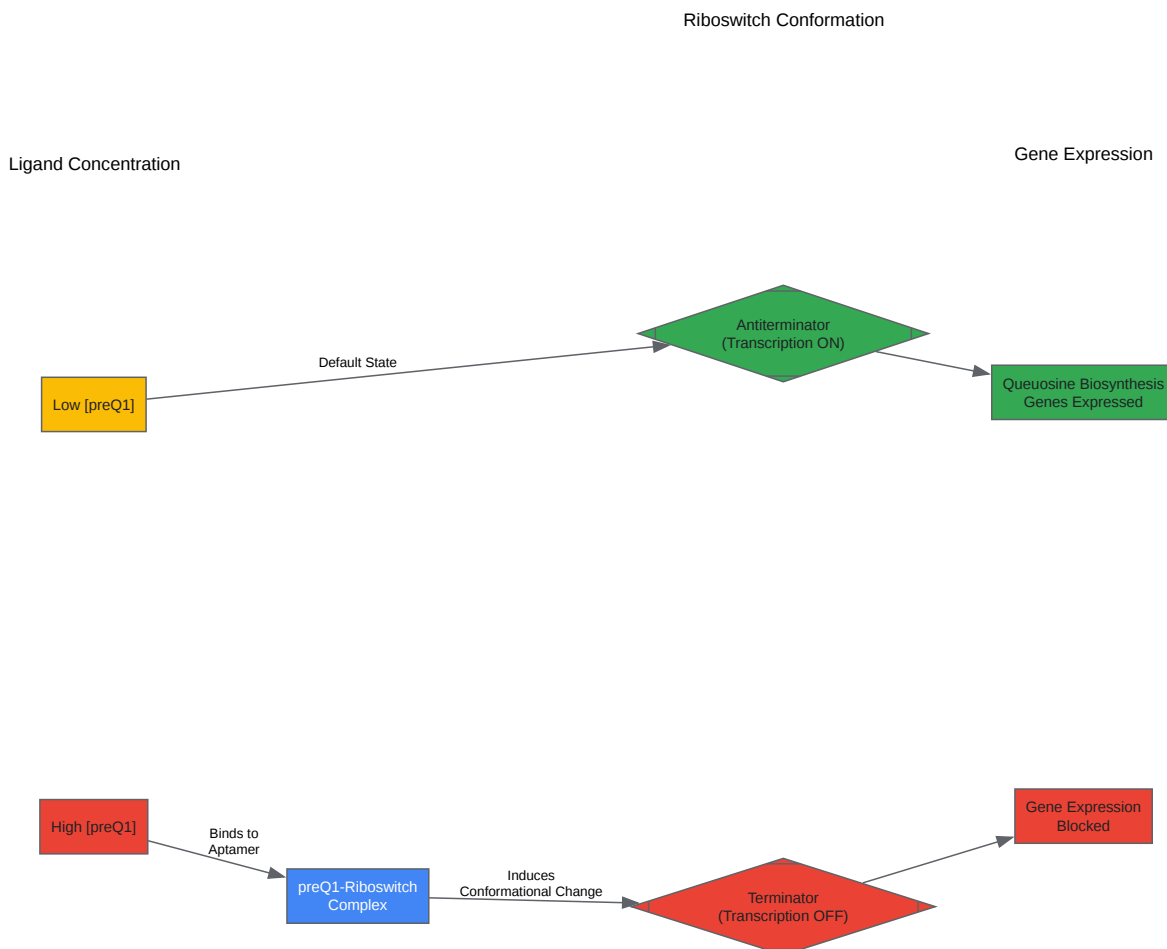 Riboswitch Conformation
Ligand Concentration
Gene Expression
Antiterminator
(Transcription ON)
Default State
Low [preQ1]
Queuosine Biosynthesis
Genes Expressed
High [preQ1]
Binds to
Aptamer
preQ1-Riboswitch
Complex
Induces
Conformational Change
Terminator
(Transcription OFF)
Gene Expression
Blocked